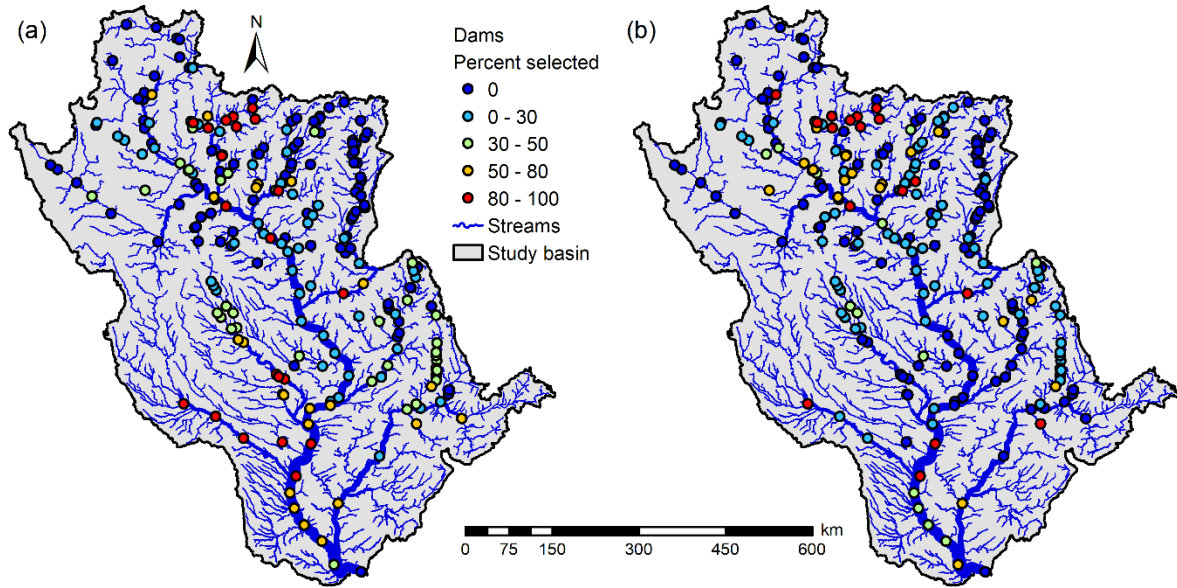 (a)
N
Dams
Percent selected
0
0 - 30
30 - 50
50 - 80
80 - 100
Streams
Study basin
(b)
km
0 75 150 300 450 600